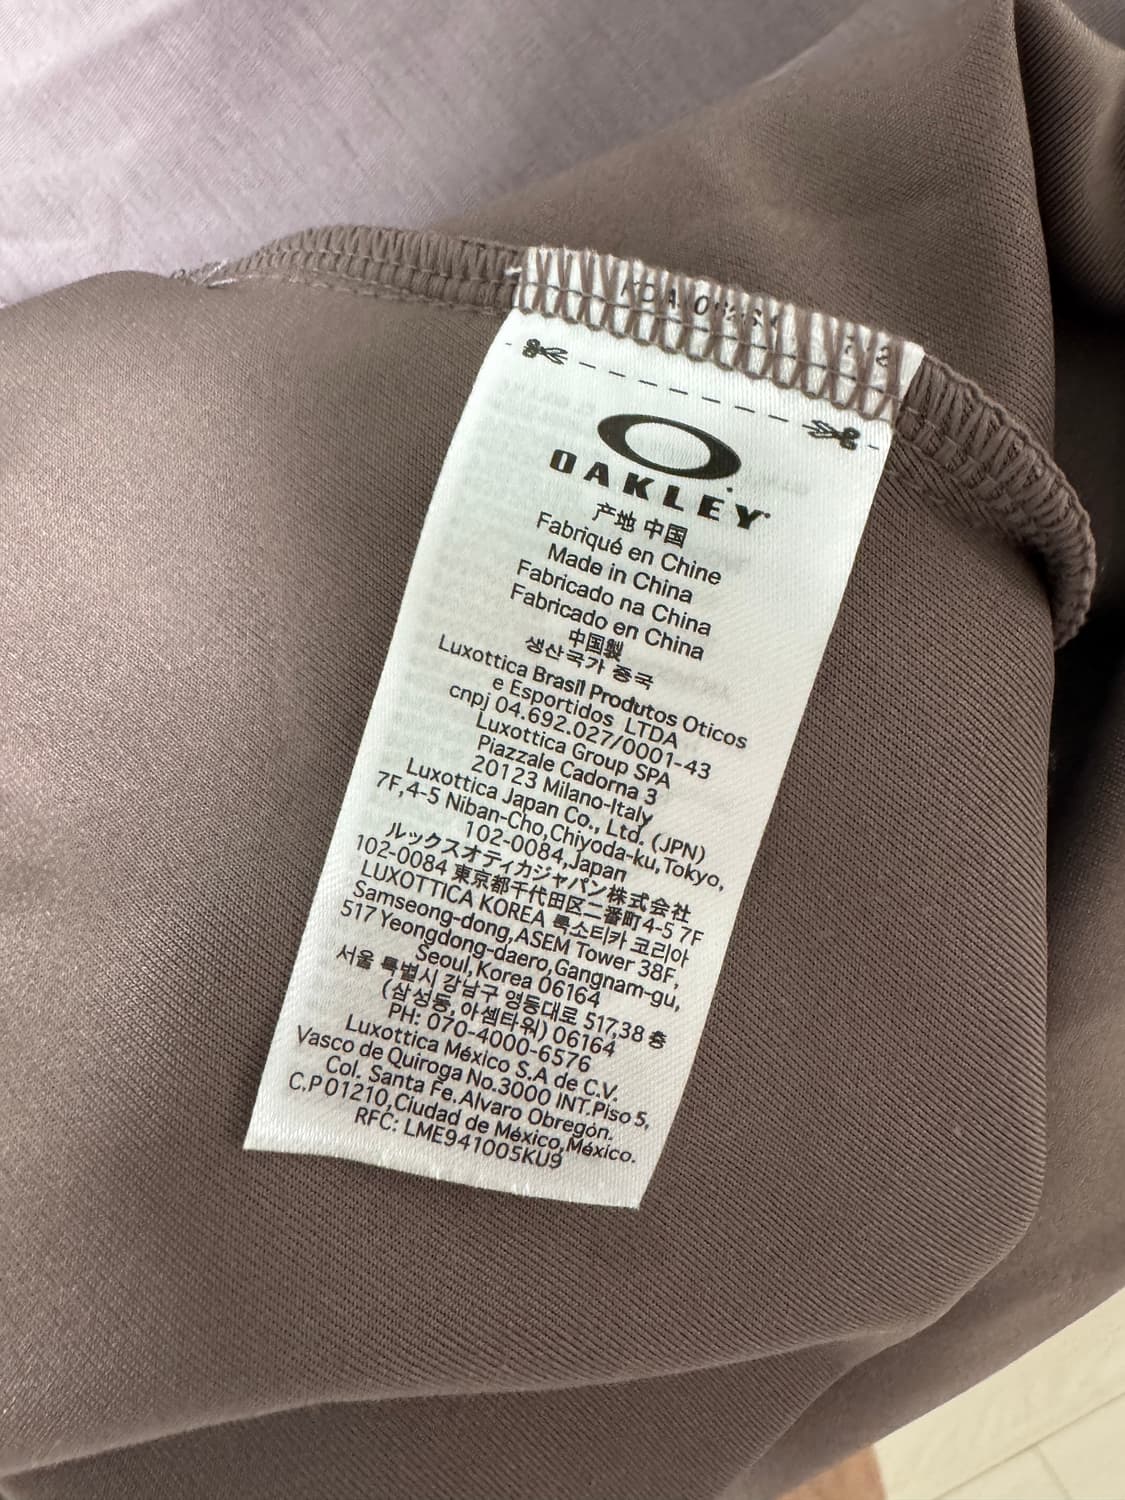 OAKLEY
产地 中国
Fabriqué en Chine
Made in China
Fabricado na China
Fabricado en China
中国製
생산국가 중국
Luxottica Brasil Produtos Oticos
e Esportidos LTDA
cnpj 04.692.027/0001-43
Luxottica Group SPA
Piazzale Cadorna 3
20123 Milano-Italy
Luxottica Japan Co., Ltd. (JPN)
7F,4-5 Niban-Cho,Chiyoda-ku,Tokyo,
102-0084,Japan
ルックスオティカジャパン株式会社
102-0084 東京都千代田区二番町4-5 7F
LUXOTTICA KOREA 룩소티카 코리아
Samseong-dong,ASEM Tower 38F,
517 Yeongdong-daero,Gangnam-gu,
Seoul,Korea 06164
서울 특별시 강남구 영동대로 517,38 층
(삼성동, 아셈타워) 06164
PH: 070-4000-6576
Luxottica México S.A de C.V.
Vasco de Quiroga No.3000 INT.Piso 5,
Col. Santa Fe.Alvaro Obregón.
C.P 01210,Ciudad de México,México.
RFC: LME941005KU9